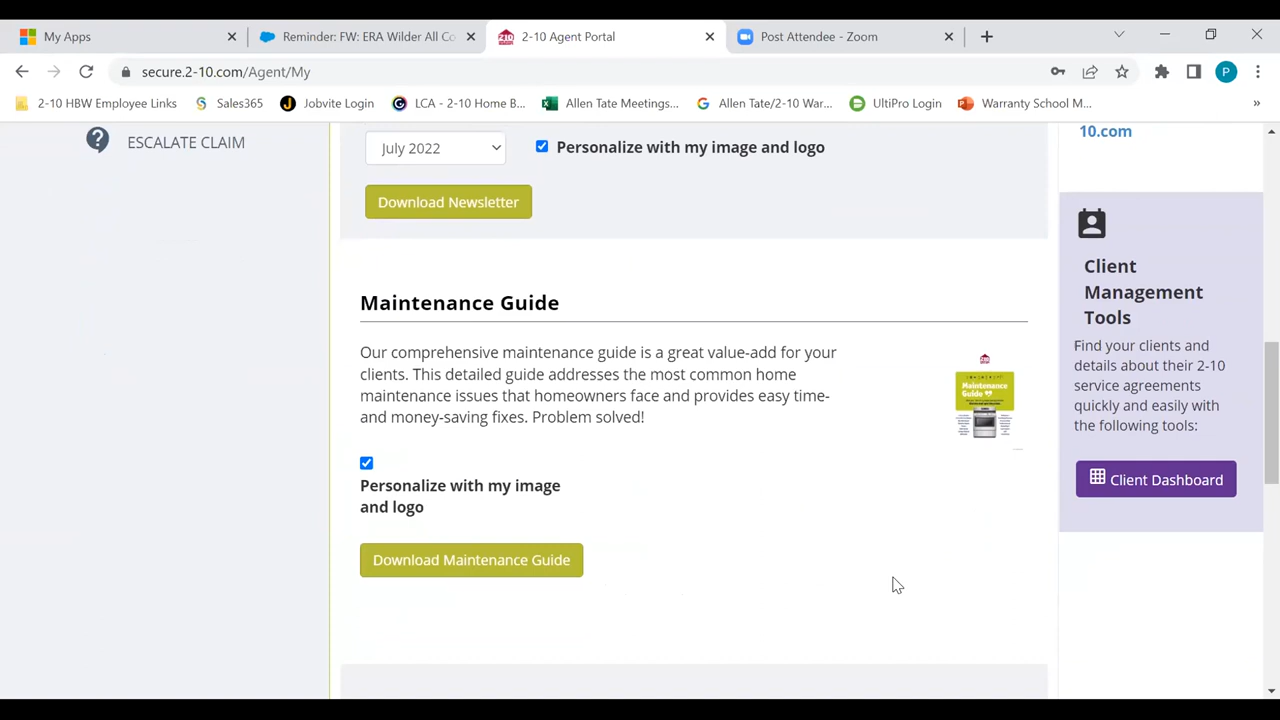 My Apps
Reminder: FW: ERA Wilder All Co
2-10 Agent Portal
Post Attendee - Zoom
secure.2-10.com/Agent/My
P
2-10 HBW Employee Links
Sales365
Jobvite Login
LCA - 2-10 Home B...
Allen Tate Meetings...
Allen Tate/2-10 War...
UltiPro Login
Warranty School M...
»
ESCALATE CLAIM
July 2022
Personalize with my image and logo
Download Newsletter
10.com
Maintenance Guide
Our comprehensive maintenance guide is a great value-add for your
clients. This detailed guide addresses the most common home
maintenance issues that homeowners face and provides easy time-
and money-saving fixes. Problem solved!
Maintenance
Guide
Personalize with my image
and logo
Download Maintenance Guide
Client
Management
Tools
Find your clients and
details about their 2-10
service agreements
quickly and easily with
the following tools:
Client Dashboard